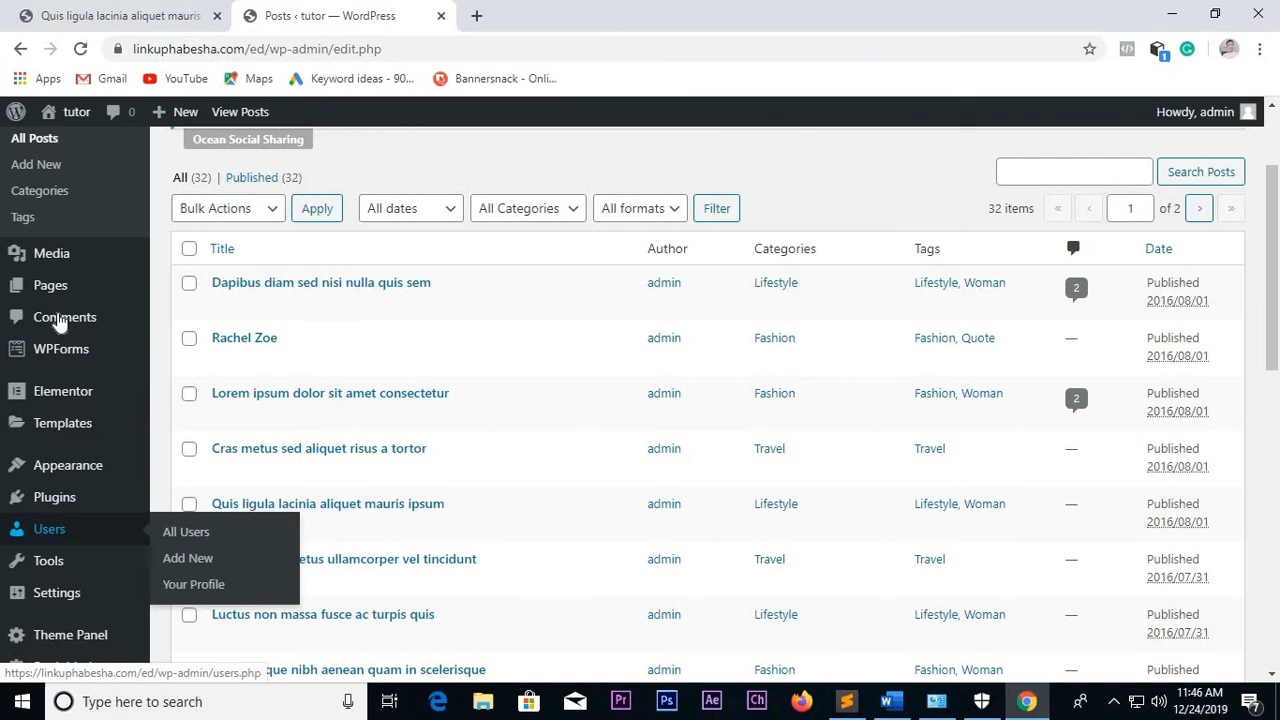 Quis ligula lacinia aliquet mauris
Posts ‹ tutor — WordPress
linkuphabesha.com/ed/wp-admin/edit.php
1
Apps
Gmail
YouTube
Maps
Keyword ideas - 90...
Bannersnack - Onli...
tutor
0
New
View Posts
Howdy, admin
All Posts
Add New
Categories
Tags
Media
Pages
Comments
WPForms
Elementor
Templates
Appearance
Plugins
Users
Tools
Settings
Theme Panel
All Users
Add New
Your Profile
Ocean Social Sharing
All (32) | Published (32)
Search Posts
Bulk Actions
Apply
All dates
All Categories
All formats
Filter
32 items « ‹ 1 of 2 › »
Title Author Categories Tags Date
Dapibus diam sed nisi nulla quis sem admin Lifestyle Lifestyle, Woman 2 Published
2016/08/01
Rachel Zoe admin Fashion Fashion, Quote — Published
2016/08/01
Lorem ipsum dolor sit amet consectetur admin Fashion Fashion, Woman 2 Published
2016/08/01
Cras metus sed aliquet risus a tortor admin Travel Travel — Published
2016/08/01
Quis ligula lacinia aliquet mauris ipsum admin Lifestyle Lifestyle, Woman — Published
2016/08/01
etus ullamcorper vel tincidunt admin Travel Travel — Published
2016/07/31
Luctus non massa fusce ac turpis quis admin Lifestyle Lifestyle, Woman — Published
2016/07/31
que nibh aenean quam in scelerisque admin Fashion Fashion, Woman — Published
https://linkuphabesha.com/ed/wp-admin/users.php
Type here to search
Pr
Ps
Ae
Ch
11:46 AM
12/24/2019
7